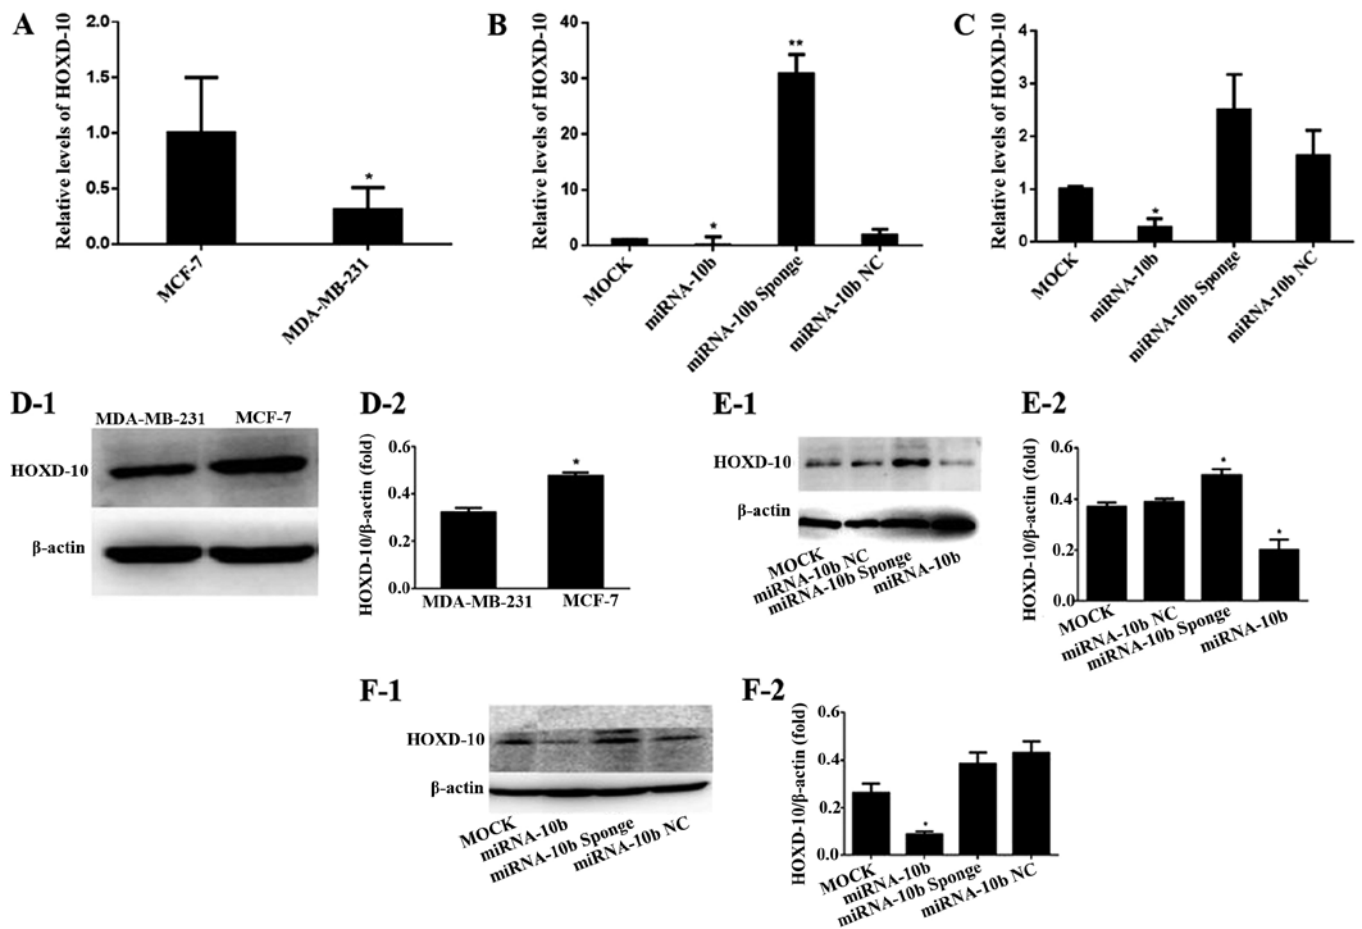 A
Relative levels of HOXD-10
2.0
1.5
1.0
0.5
0.0
MCF-7
MDA-MB-231
*
B
Relative levels of HOXD-10
40
30
20
10
0
MOCK
miRNA-10b
miRNA-10b Sponge
miRNA-10b NC
*
**
C
Relative levels of HOXD-10
4
3
2
1
0
MOCK
miRNA-10b
miRNA-10b Sponge
miRNA-10b NC
*
D-1
MDA-MB-231 MCF-7
HOXD-10
β-actin
D-2
HOXD-10/β-actin (fold)
0.6
0.4
0.2
0.0
*
MDA-MB-231 MCF-7
E-1
HOXD-10
β-actin
MOCK
miRNA-10b NC
miRNA-10b Sponge
miRNA-10b
E-2
HOXD-10/β-actin (fold)
0.6
0.4
0.2
0.0
*
*
MOCK
miRNA-10b NC
miRNA-10b Sponge
miRNA-10b
F-1
HOXD-10
β-actin
MOCK
miRNA-10b
miRNA-10b Sponge
miRNA-10b NC
F-2
HOXD-10/β-actin (fold)
0.6
0.4
0.2
0.0
*
MOCK
miRNA-10b
miRNA-10b Sponge
miRNA-10b NC